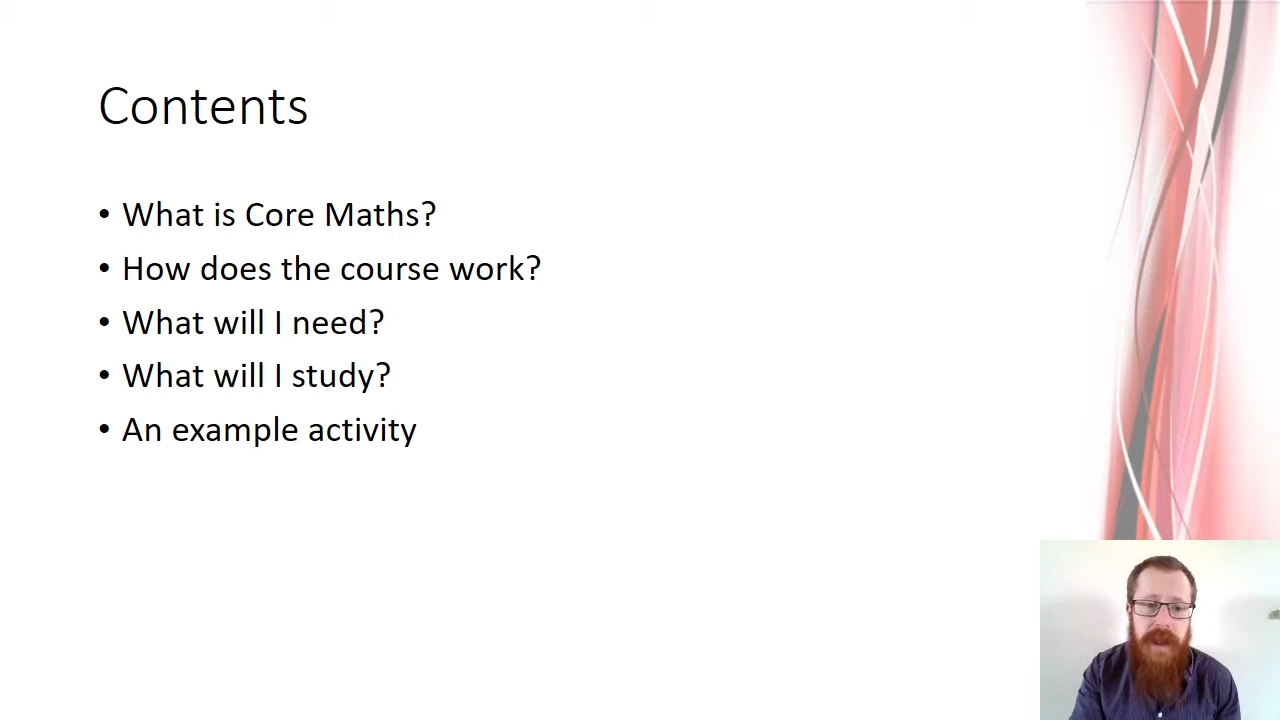 Contents
• What is Core Maths?
• How does the course work?
• What will I need?
• What will I study?
• An example activity